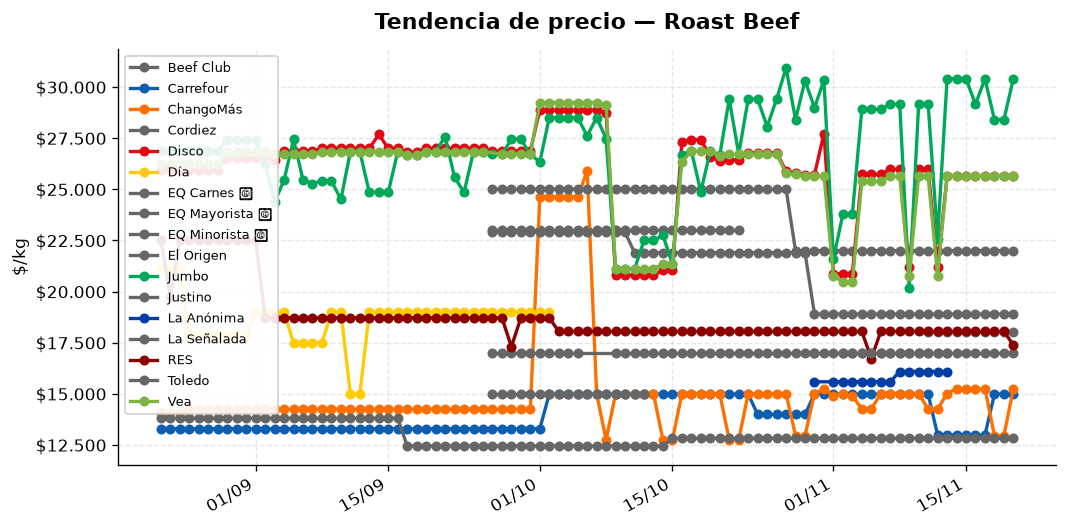 Tendencia de precio — Roast Beef
$30.000
$27.500
$25.000
$22.500
$20.000
$17.500
$15.000
$12.500
$/kg
Beef Club
Carrefour
ChangoMás
Cordiez
Disco
Día
EQ Carnes
EQ Mayorista
EQ Minorista
El Origen
Jumbo
Justino
La Anónima
La Señalada
RES
Toledo
Vea
01/09
15/09
01/10
15/10
01/11
15/11